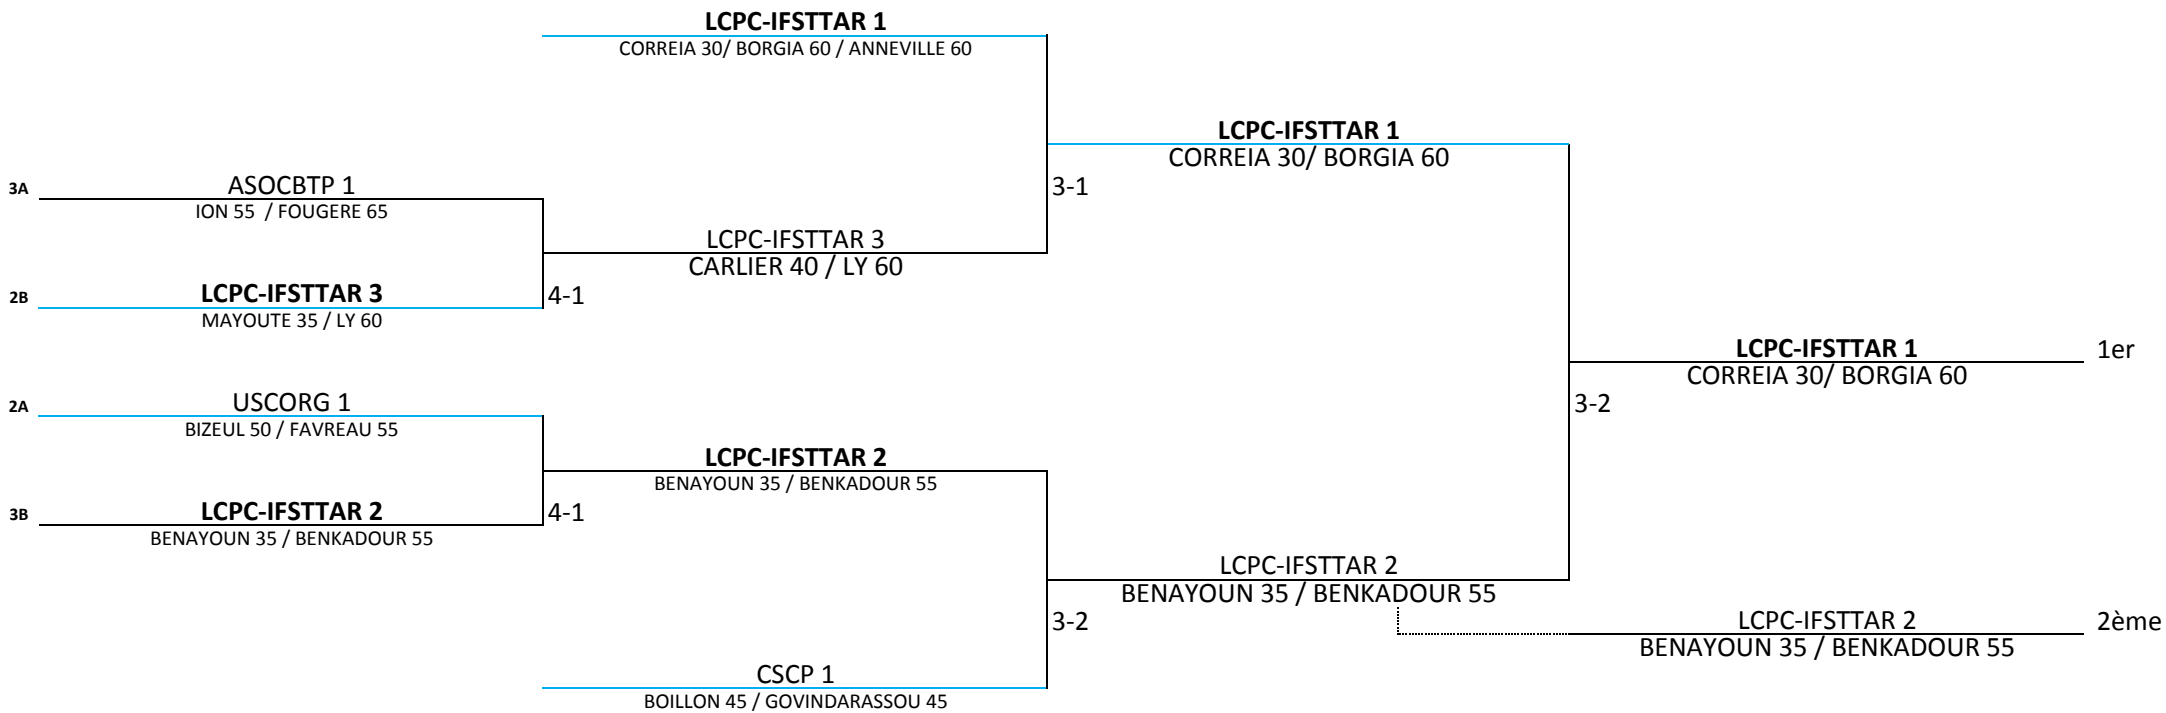 LCPC-IFSTTAR 1
CORREIA 30/ BORGIA 60 / ANNEVILLE 60
LCPC-IFSTTAR 1
CORREIA 30/ BORGIA 60
3A
ASOCBTP 1
ION 55 / FOUGERE 65
3-1
LCPC-IFSTTAR 3
CARLIER 40 / LY 60
2B
LCPC-IFSTTAR 3
MAYOUTE 35 / LY 60
4-1
LCPC-IFSTTAR 1
CORREIA 30/ BORGIA 60
1er
2A
USCORG 1
BIZEUL 50 / FAVREAU 55
3-2
LCPC-IFSTTAR 2
BENAYOUN 35 / BENKADOUR 55
3B
LCPC-IFSTTAR 2
BENAYOUN 35 / BENKADOUR 55
4-1
LCPC-IFSTTAR 2
BENAYOUN 35 / BENKADOUR 55
3-2
LCPC-IFSTTAR 2
BENAYOUN 35 / BENKADOUR 55
2ème
CSCP 1
BOILLON 45 / GOVINDARASSOU 45